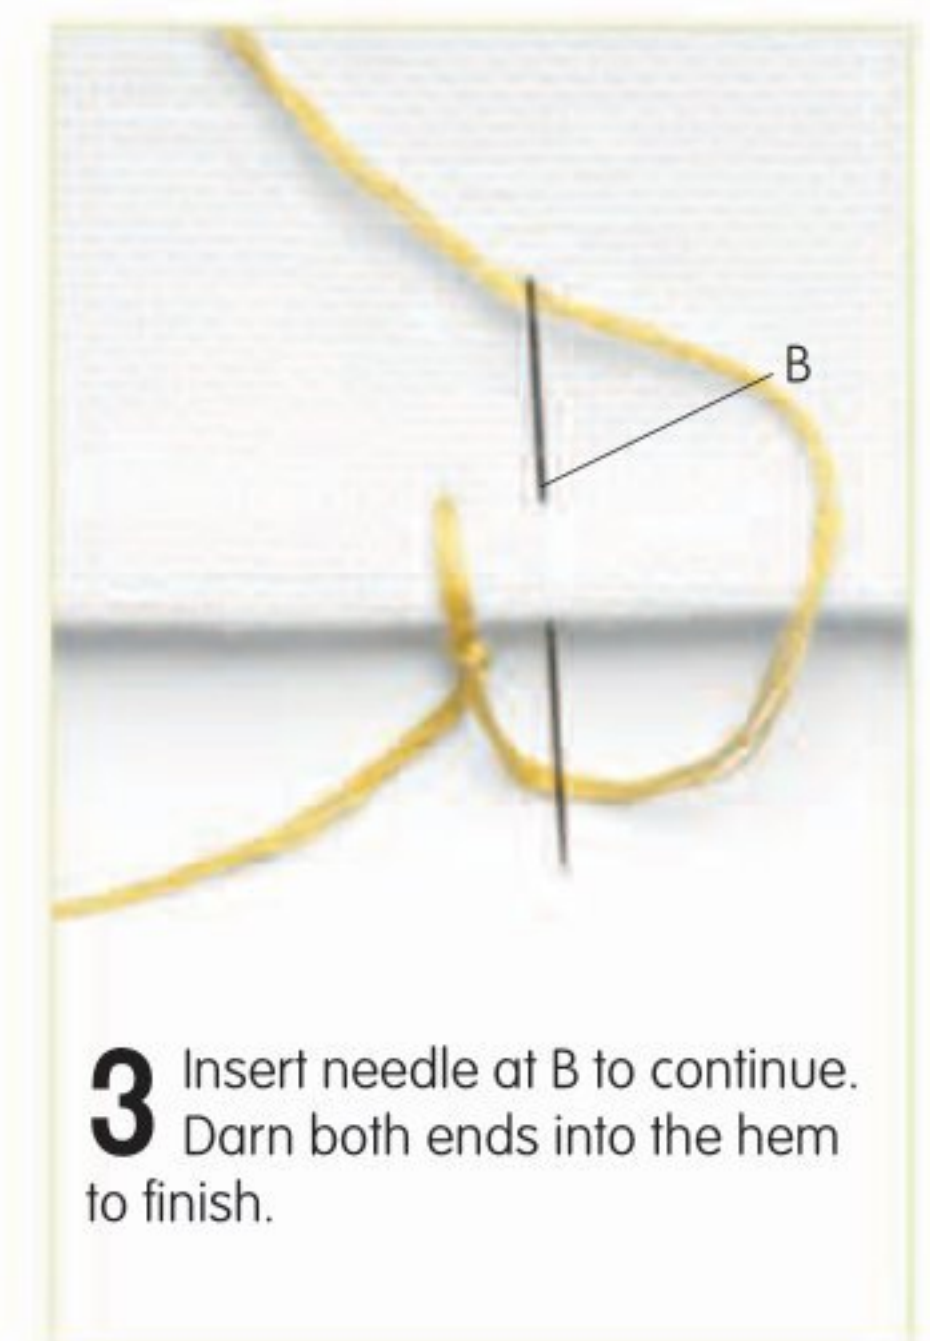 B
3 Insert needle at B to continue.
Darn both ends into the hem
to finish.